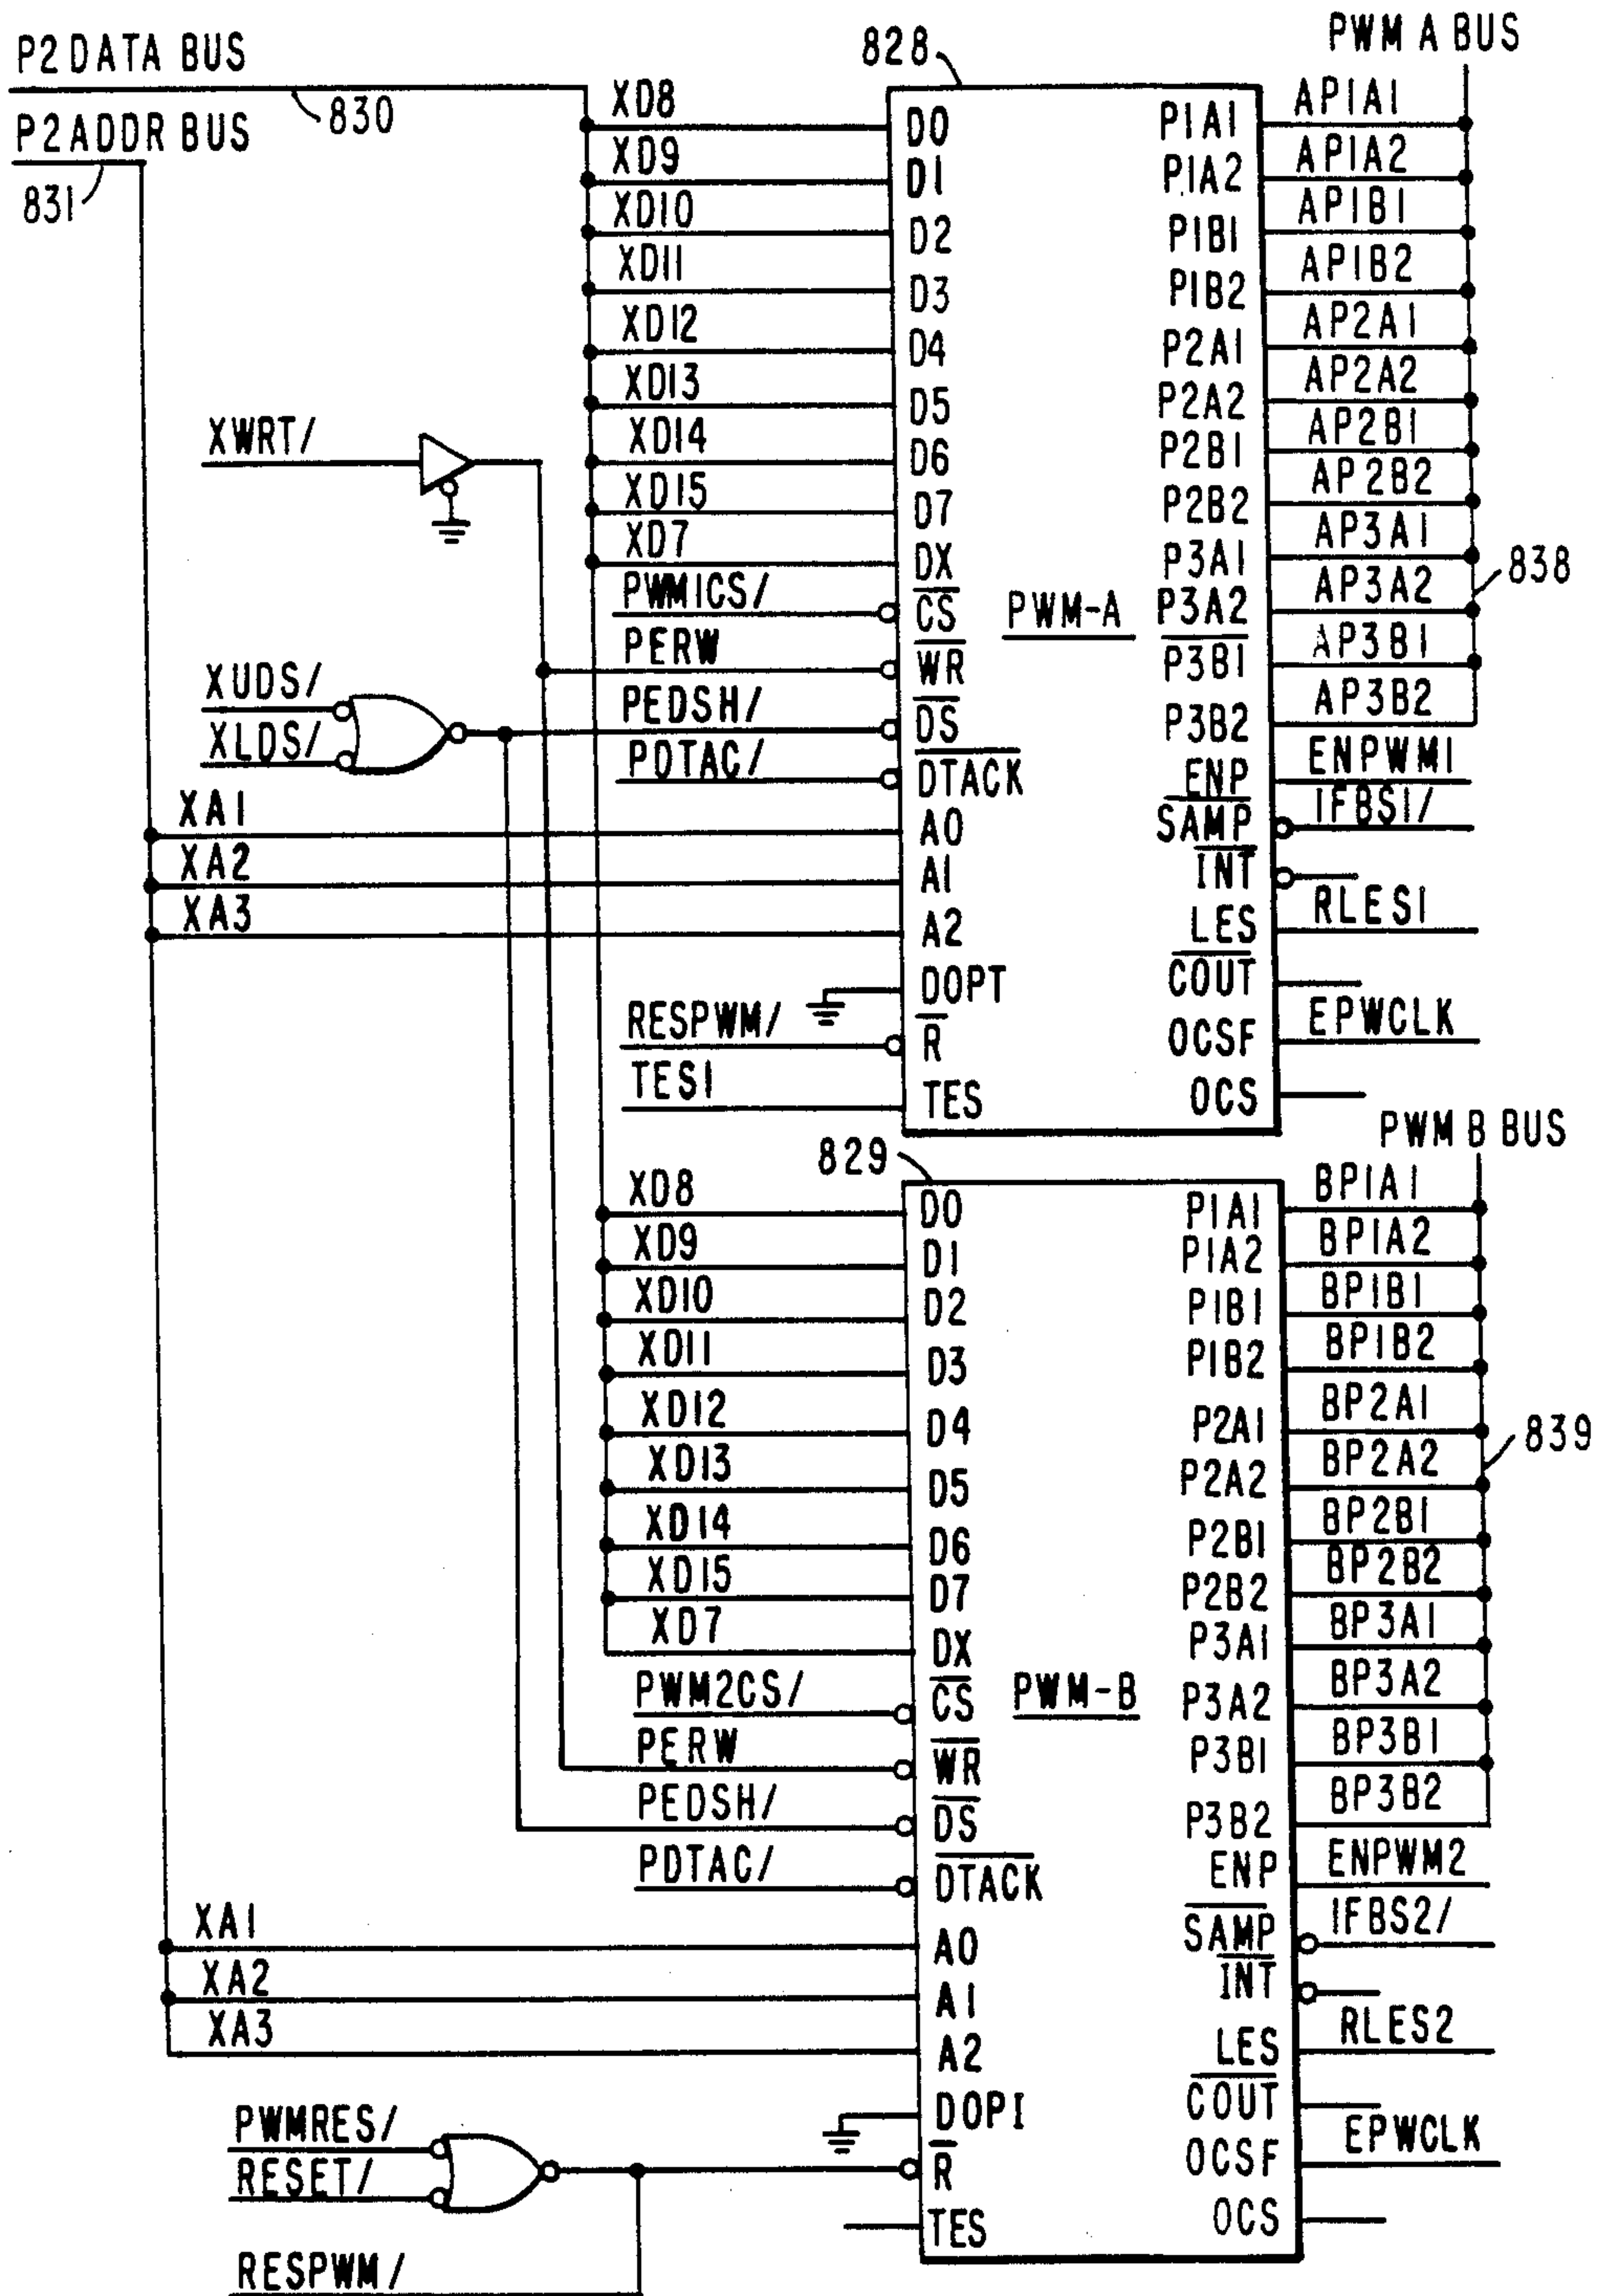 P2 DATA BUS
830
P2 ADDR BUS
831
XWRT/
XUDS/
XLDS/
XA1
XA2
XA3
828
PWM A BUS
XD8
XD9
XD10
XD11
XD12
XD13
XD14
XD15
XD7
PWM1CS/
PERW
PEDSH/
PDTAC/
RESPWM/
TES1
D0
D1
D2
D3
D4
D5
D6
D7
DX
CS
WR
DS
DTACK
A0
A1
A2
DOPT
R
TES
PWM-A
P1A1
P1A2
P1B1
P1B2
P2A1
P2A2
P2B1
P2B2
P3A1
P3A2
P3B1
P3B2
ENP
SAMP
INT
LES
COUT
OCSF
OCS
AP1A1
AP1A2
AP1B1
AP1B2
AP2A1
AP2A2
AP2B1
AP2B2
AP3A1
AP3A2
AP3B1
AP3B2
838
ENPWM1
IFBS1/
RLES1
EPWCLK
829
PWM B BUS
XD8
XD9
XD10
XD11
XD12
XD13
XD14
XD15
XD7
PWM2CS/
PERW
PEDSH/
PDTAC/
XA1
XA2
XA3
PWMRES/
RESET/
RESPWM/
D0
D1
D2
D3
D4
D5
D6
D7
DX
CS
WR
DS
DTACK
A0
A1
A2
DOPI
R
TES
PWM-B
P1A1
P1A2
P1B1
P1B2
P2A1
P2A2
P2B1
P2B2
P3A1
P3A2
P3B1
P3B2
ENP
SAMP
INT
LES
COUT
OCSF
OCS
BP1A1
BP1A2
BP1B1
BP1B2
BP2A1
BP2A2
BP2B1
BP2B2
BP3A1
BP3A2
BP3B1
BP3B2
839
ENPWM2
IFBS2/
RLES2
EPWCLK